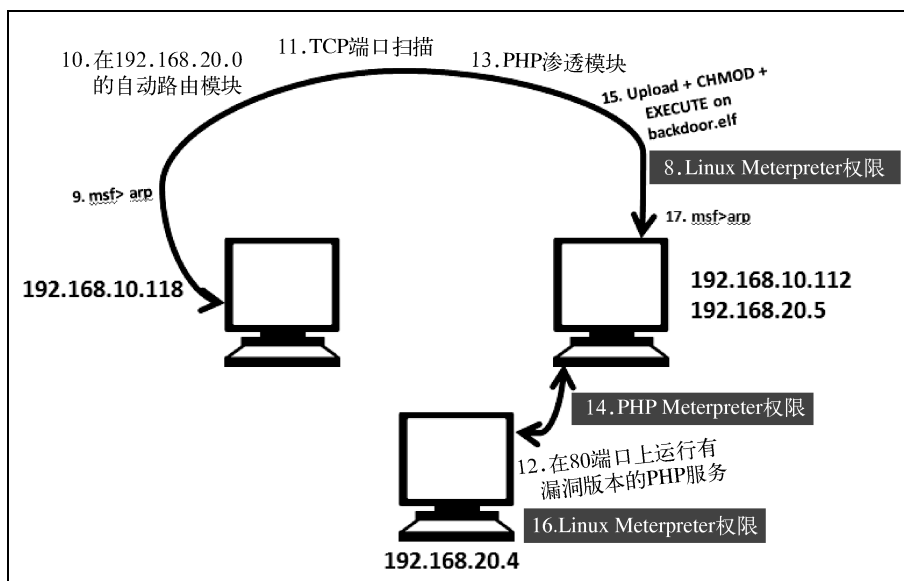 10.在192.168.20.0
的自动路由模块
11.TCP端口扫描
13.PHP渗透模块
15. Upload + CHMOD +
EXECUTE on
backdoor.elf
8.Linux Meterpreter权限
9. msf> arp
17. msf>arp
192.168.10.118
192.168.10.112
192.168.20.5
14.PHP Meterpreter权限
12.在80端口上运行有
漏洞版本的PHP服务
16.Linux Meterpreter权限
192.168.20.4